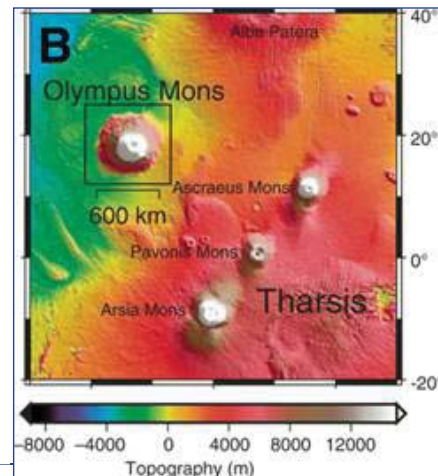 B
40°
Alba Patera
Olympus Mons
20°
Ascraeus Mons
600 km
Pavonis Mons
0°
Arsia Mons
Tharsis
-20°
-8000 -4000 0 4000 8000 12000
Topography (m)